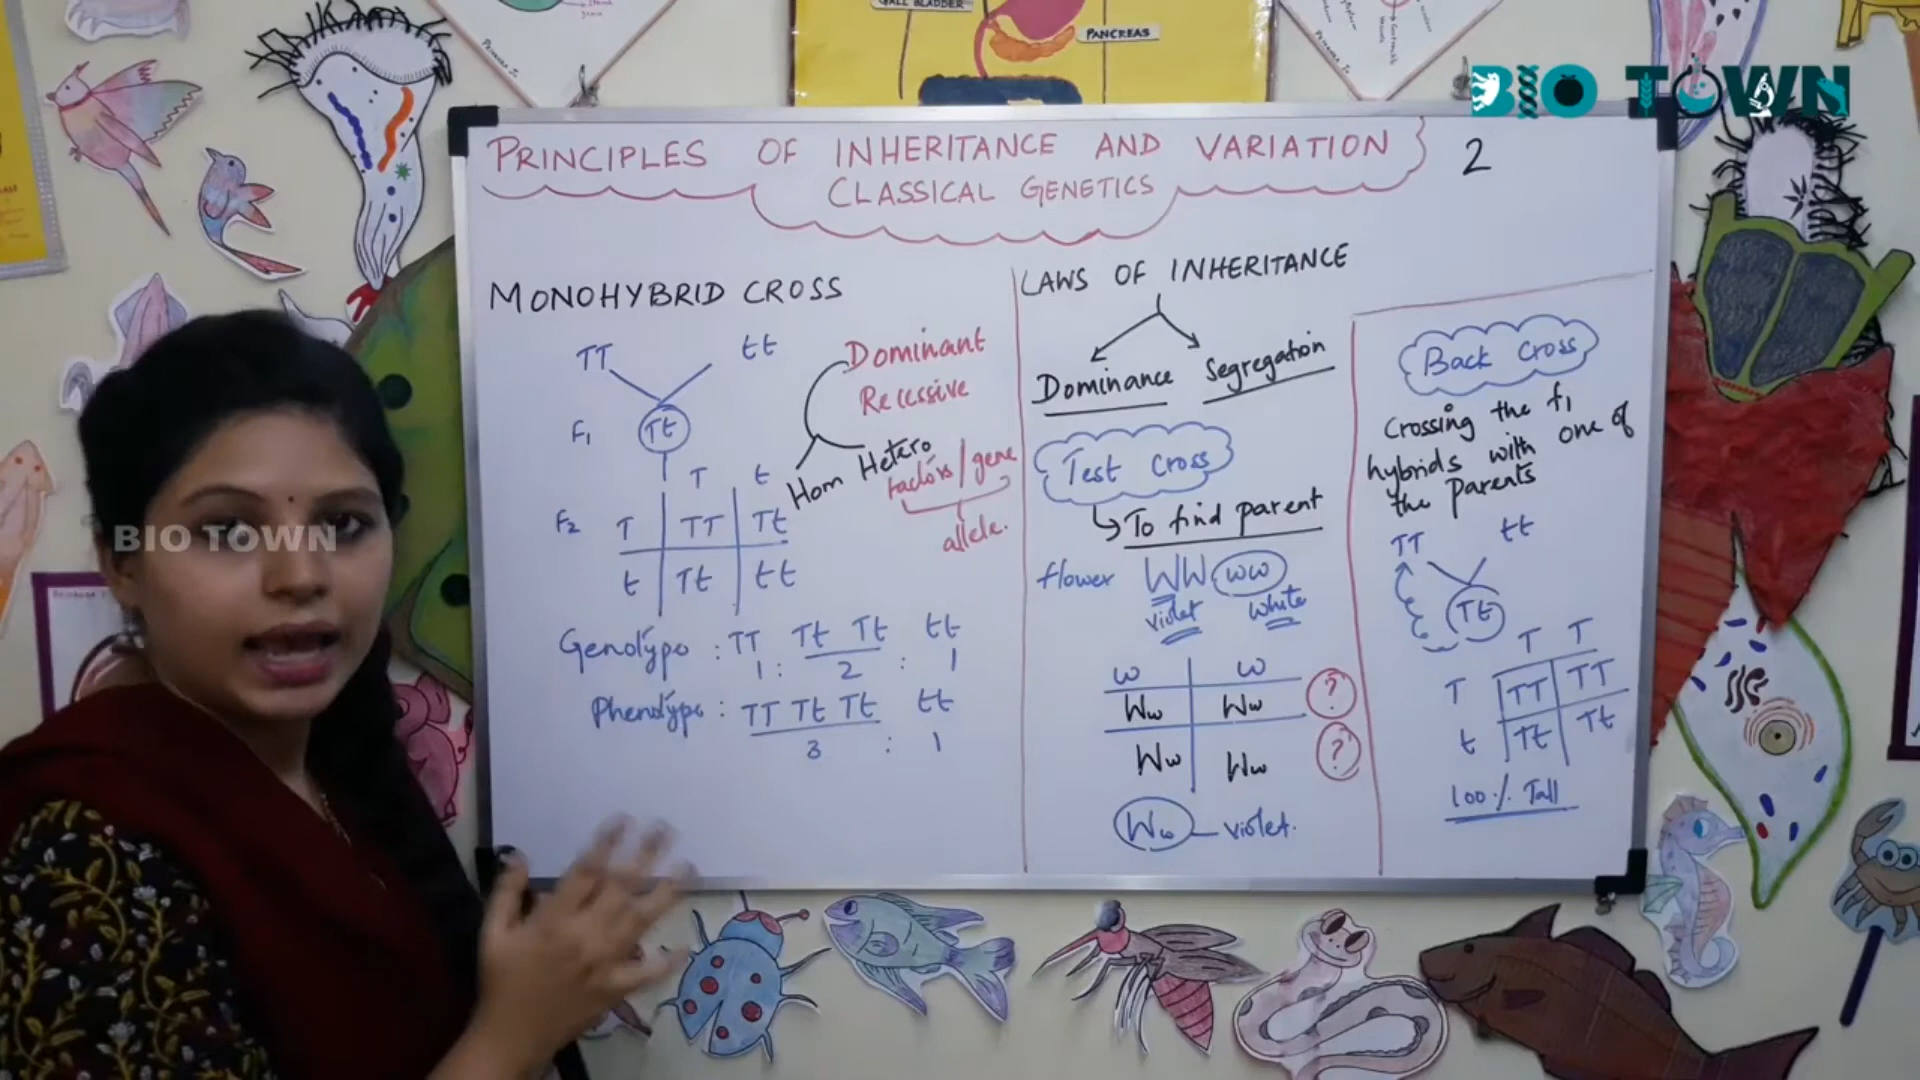 GALL BLADDER
PANCREAS
BIO TOWN
PRINCIPLES OF INHERITANCE AND VARIATION
2
CLASSICAL GENETICS
MONOHYBRID CROSS
TT tt
F1 Tt
T t
F2 T TT Tt
t Tt tt
Dominant
Recessive
Hom Hetero
factors/gene
allele.
Genotype : TT Tt Tt tt
1 : 2 : 1
Phenotype : TT Tt Tt tt
3 : 1
LAWS OF INHERITANCE
Dominance Segregation
Test Cross
To find parent
flower WW ww
violet white
w w
Ww Ww ?
Ww Ww ?
Ww violet.
Back Cross
Crossing the f1
hybrids with one of
the parents
TT tt
Tt
T T
T TT TT
t Tt Tt
100% Tall
BIO TOWN